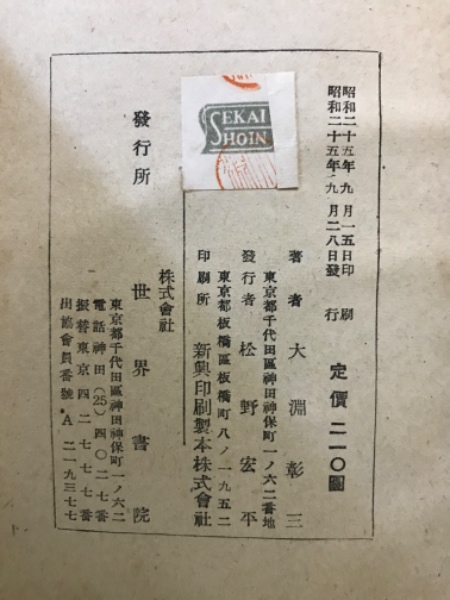 昭和二十五年九月一五日印刷
昭和二十五年九月二八日發行
定價二一〇圓
著者 大淵彰三
東京都千代田區神田神保町一ノ六二番地
發行者 松野宏平
東京都板橋區板橋町八ノ一九五二
印刷所 新興印刷製本株式會社
SEKAI
SHOIN
發行所
株式會社 世界書院
東京都千代田區神田神保町一ノ六二
電話神田(25)四〇二七番
振替東京四二七七七番
出協會員番號 A 二一九三七七